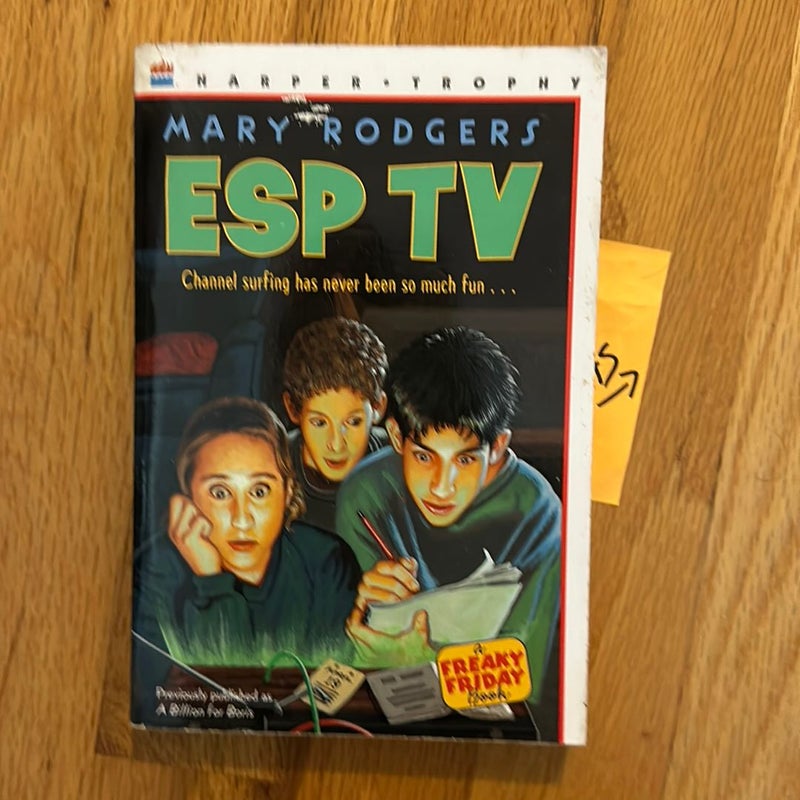 HARPER • TROPHY
MARY RODGERS
ESP TV
Channel surfing has never been so much fun . . .
a
FREAKY
FRIDAY
Book
Previously published as
A Billion for Boris